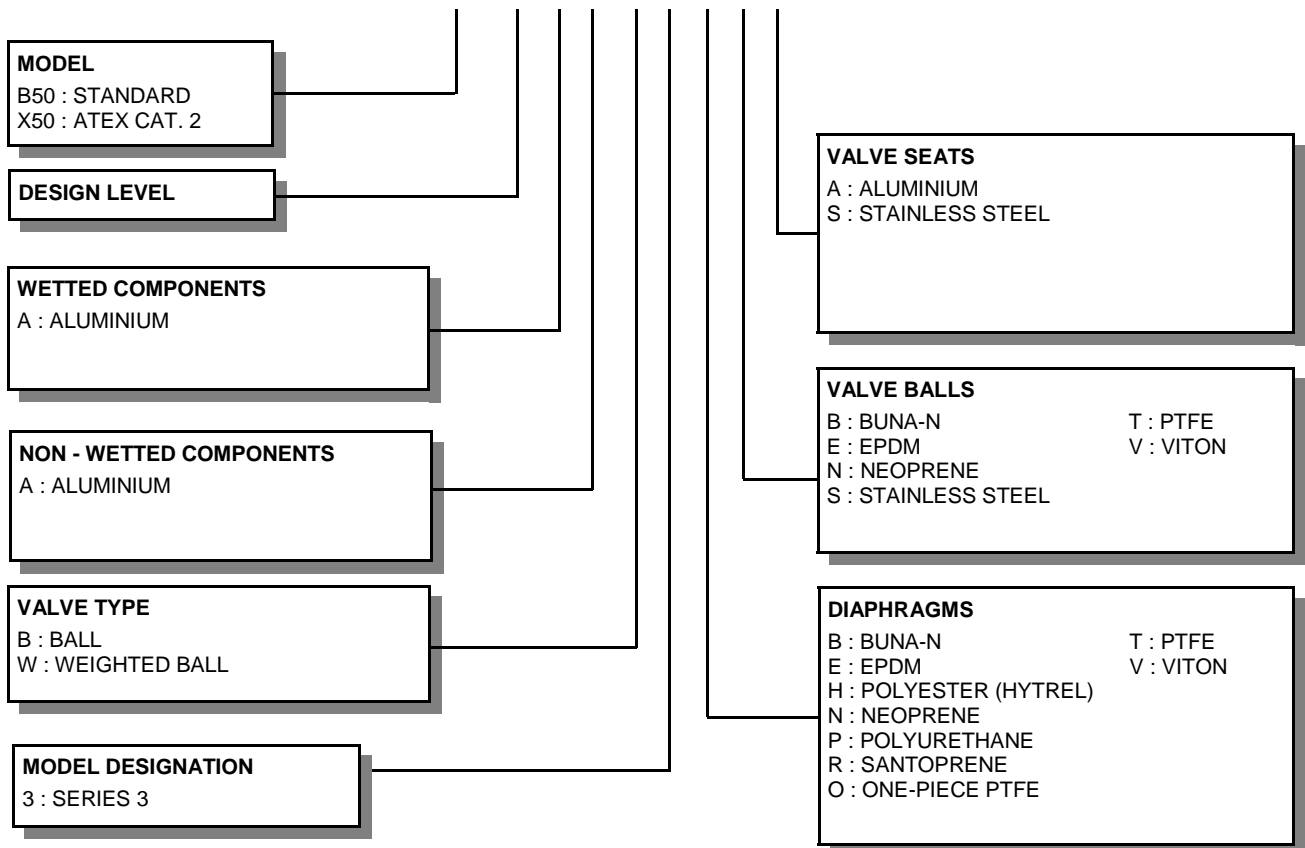 MODEL
B50 : STANDARD
X50 : ATEX CAT. 2
DESIGN LEVEL
WETTED COMPONENTS
A : ALUMINIUM
NON - WETTED COMPONENTS
A : ALUMINIUM
VALVE TYPE
B : BALL
W : WEIGHTED BALL
MODEL DESIGNATION
3 : SERIES 3
VALVE SEATS
A : ALUMINIUM
S : STAINLESS STEEL
VALVE BALLS
B : BUNA-N T : PTFE
E : EPDM V : VITON
N : NEOPRENE
S : STAINLESS STEEL
DIAPHRAGMS
B : BUNA-N T : PTFE
E : EPDM V : VITON
H : POLYESTER (HYTREL)
N : NEOPRENE
P : POLYURETHANE
R : SANTOPRENE
O : ONE-PIECE PTFE